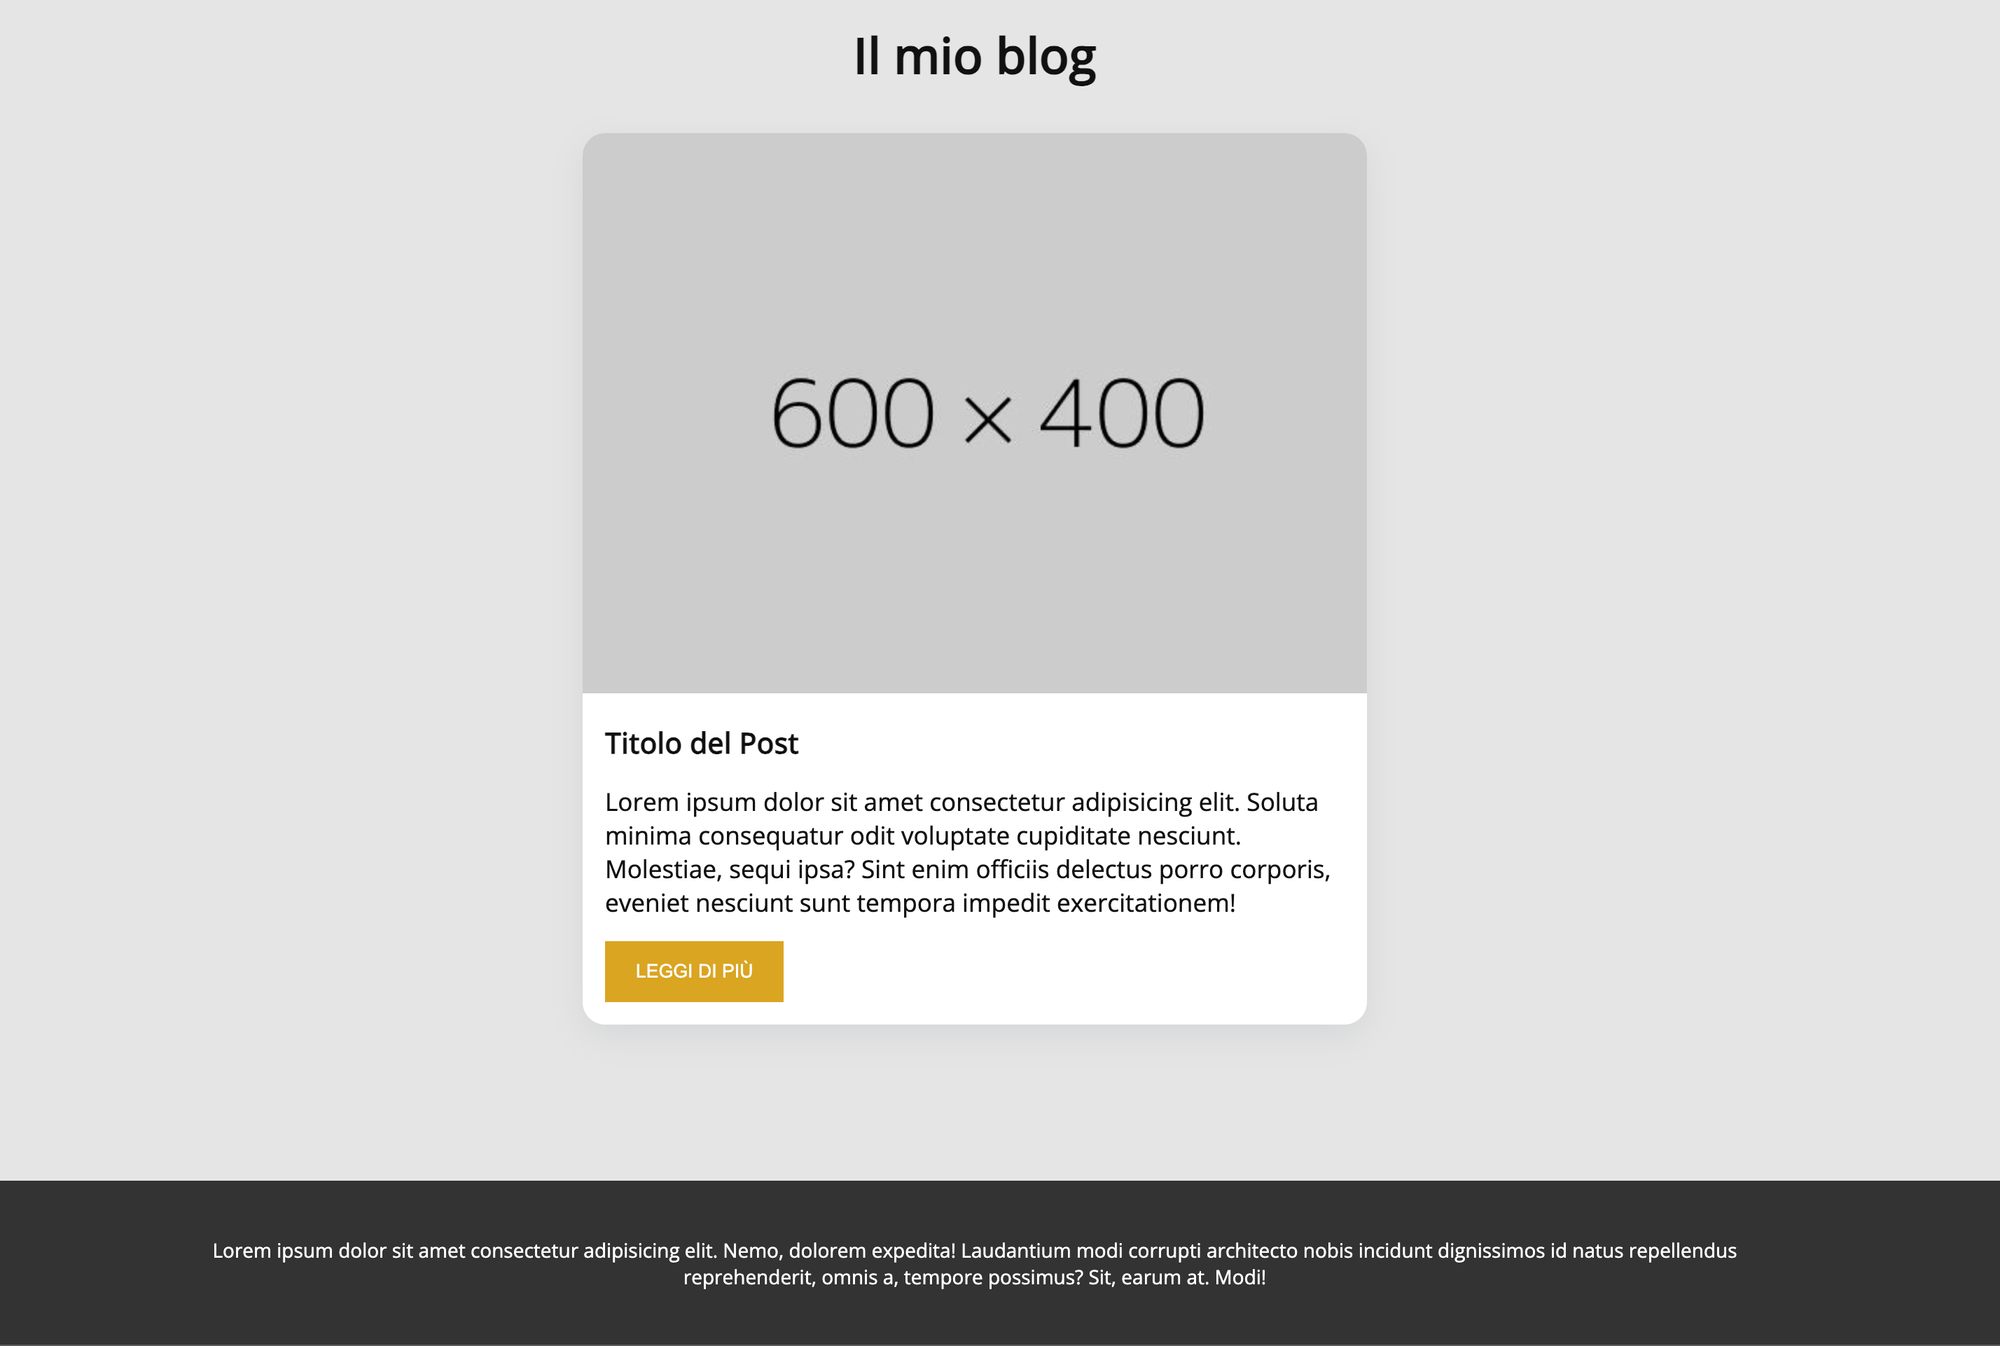 Il mio blog
600 × 400
Titolo del Post
Lorem ipsum dolor sit amet consectetur adipisicing elit. Soluta
minima consequatur odit voluptate cupiditate nesciunt.
Molestiae, sequi ipsa? Sint enim officiis delectus porro corporis,
eveniet nesciunt sunt tempora impedit exercitationem!
LEGGI DI PIÙ
Lorem ipsum dolor sit amet consectetur adipisicing elit. Nemo, dolorem expedita! Laudantium modi corrupti architecto nobis incidunt dignissimos id natus repellendus
reprehenderit, omnis a, tempore possimus? Sit, earum at. Modi!